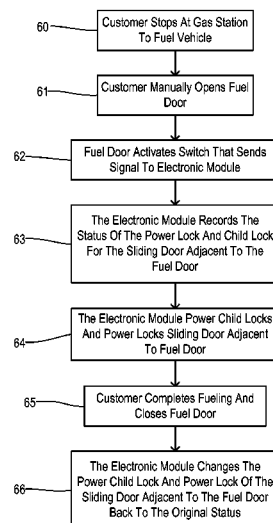 60
Customer Stops At Gas Station
To Fuel Vehicle
61
Customer Manually Opens Fuel
Door
62
Fuel Door Activates Switch That Sends
Signal To Electronic Module
63
The Electronic Module Records The
Status Of The Power Lock And Child Lock
For The Sliding Door Adjacent To The
Fuel Door
64
The Electronic Module Power Child Locks
And Power Locks Sliding Door Adjacent
To Fuel Door
65
Customer Completes Fueling And
Closes Fuel Door
66
The Electronic Module Changes The
Power Child Lock And Power Lock Of The
Sliding Door Adjacent To The Fuel Door
Back To The Original Status